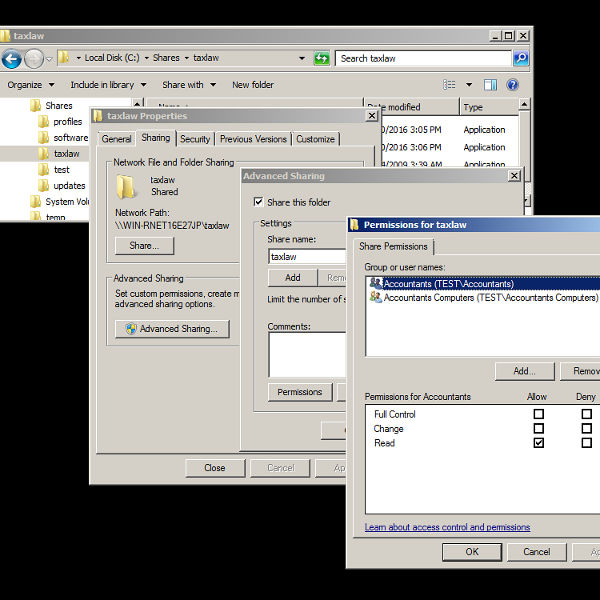 taxlaw
Local Disk (C:) Shares taxlaw
Search taxlaw
Organize Include in library Share with New folder
Shares
profiles
software
taxlaw
test
updates
System Volu
temp
Name
Date modified
Type
0/2016 3:05 PM Application
0/2016 3:06 PM Application
4/2009 3:39 AM Application
taxlaw Properties
General Sharing Security Previous Versions Customize
Network File and Folder Sharing
taxlaw
Shared
Network Path:
\\WIN-RNET16E27JP\taxlaw
Share...
Advanced Sharing
Set custom permissions, create m
advanced sharing options.
Advanced Sharing...
Close Cancel Ap
Advanced Sharing
Share this folder
Settings
Share name:
taxlaw
Add Remo
Limit the number of s
Comments:
Permissions
Permissions for taxlaw
Share Permissions
Group or user names:
Accountants (TEST\Accountants)
Accountants Computers (TEST\Accountants Computers)
Add... Remov
Permissions for Accountants Allow Deny
Full Control
Change
Read
Learn about access control and permissions
OK Cancel Ap